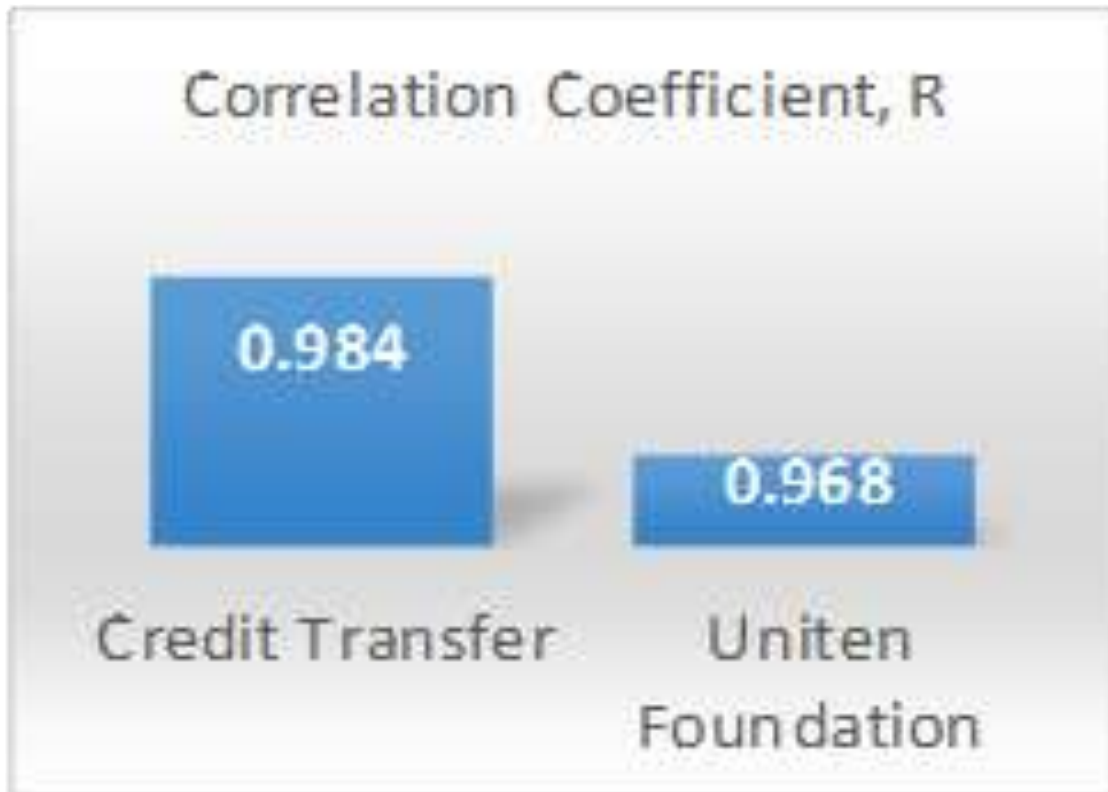 Correlation Coefficient, R
0.984
0.968
Credit Transfer
Uniten
Foundation